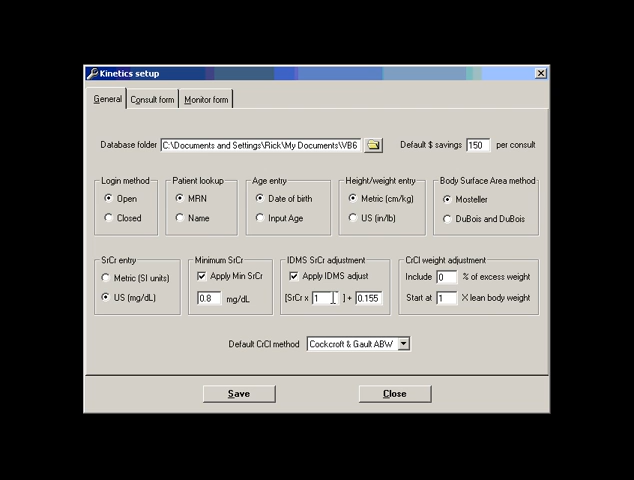 Kinetics setup
General Consult form Monitor form
Database folder C:\Documents and Settings\Rick\My Documents\VB6 Default $ savings 150 per consult
Login method Patient lookup Age entry Height/weight entry Body Surface Area method
Open MRN Date of birth Metric (cm/kg) Mosteller
Closed Name Input Age US (in/lb) DuBois and DuBois
SrCr entry Minimum SrCr IDMS SrCr adjustment CrCl weight adjustment
Metric (SI units) Apply Min SrCr Apply IDMS adjust Include 0 % of excess weight
US (mg/dL) 0.8 mg/dL [SrCr x 1 ] + 0.155 Start at 1 X lean body weight
Default CrCl method Cockcroft & Gault ABW
Save Close